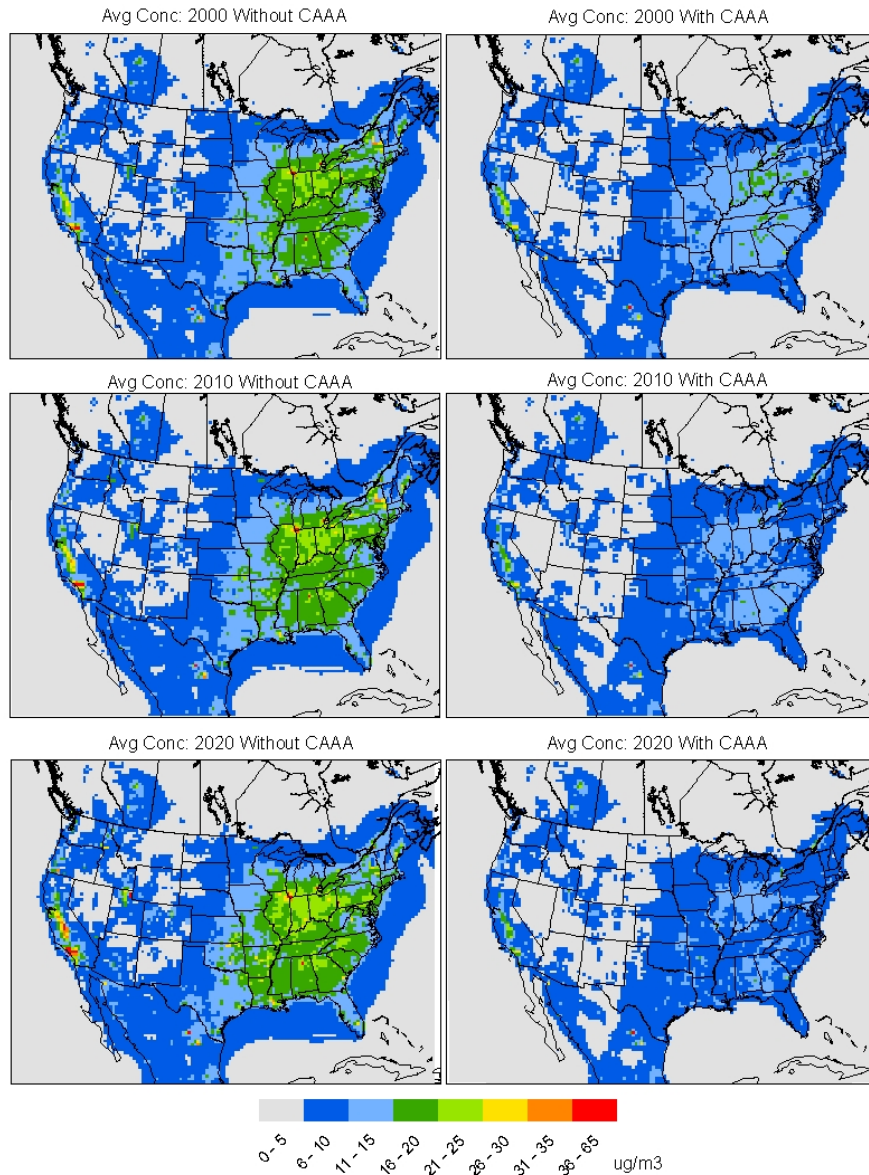 Avg Conc: 2000 Without CAAA
Avg Conc: 2000 With CAAA
Avg Conc: 2010 Without CAAA
Avg Conc: 2010 With CAAA
Avg Conc: 2020 Without CAAA
Avg Conc: 2020 With CAAA
0 - 5
6 - 10
11 - 15
16 - 20
21 - 25
26 - 30
31 - 35
36 - 65
ug/m3